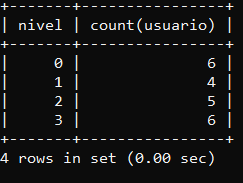 +-------+----------------+
| nivel | count(usuario) |
+-------+----------------+
|     0 |              6 |
|     1 |              4 |
|     2 |              5 |
|     3 |              6 |
+-------+----------------+
4 rows in set (0.00 sec)